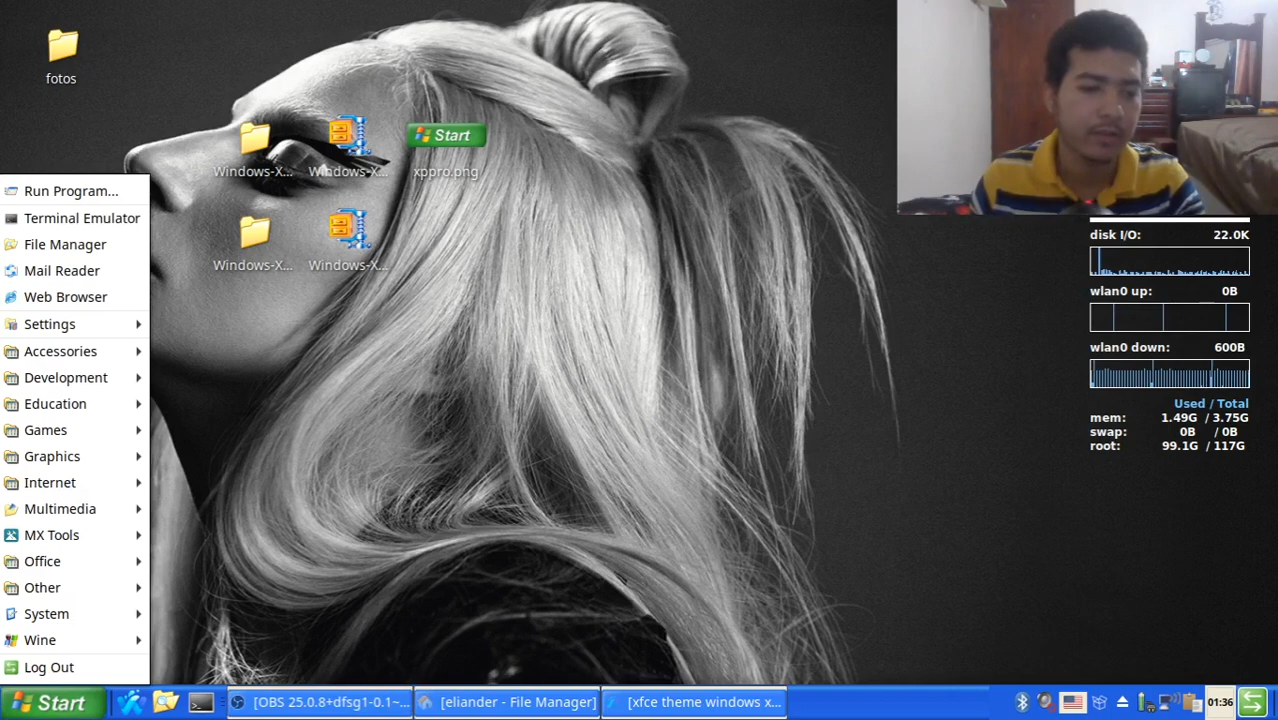 fotos
Windows-X...
Windows-X...
Start
xppro.png
Windows-X...
Windows-X...
Run Program...
Terminal Emulator
File Manager
Mail Reader
Web Browser
Settings
Accessories
Development
Education
Games
Graphics
Internet
Multimedia
MX Tools
Office
Other
System
Wine
Log Out
disk I/O: 22.0K
wlan0 up: 0B
wlan0 down: 600B
Used / Total
mem: 1.49G / 3.75G
swap: 0B / 0B
root: 99.1G / 117G
Start
[OBS 25.0.8+dfsg1-0.1~...
[eliander - File Manager]
[xfce theme windows x...
01:36